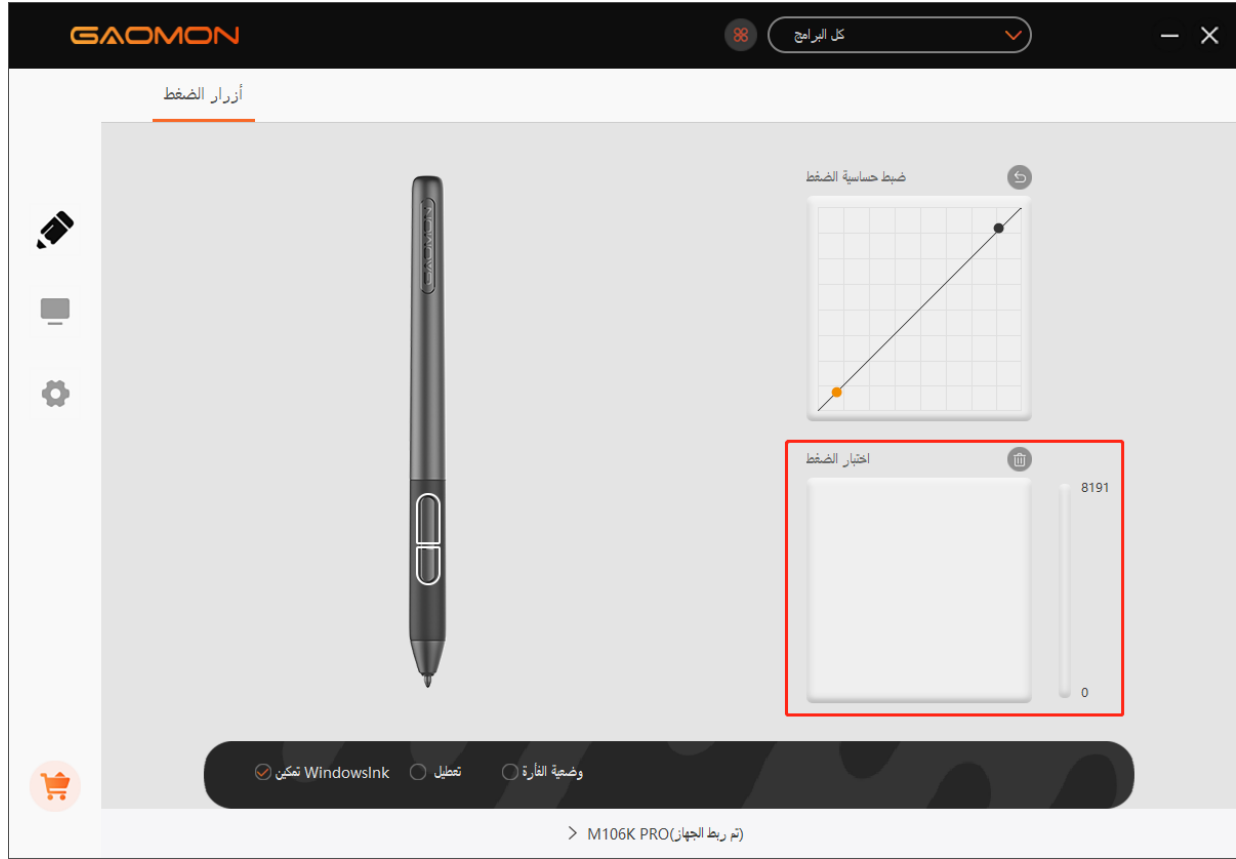 GAOMON
كل البرامج
أزرار الضغط
ضبط حساسية الضغط
GAOMON
اختبار الضغط
8191
0
تمكين WindowsInk
تعطيل
وضعية الفأرة
M106K PRO(تم ربط الجهاز)